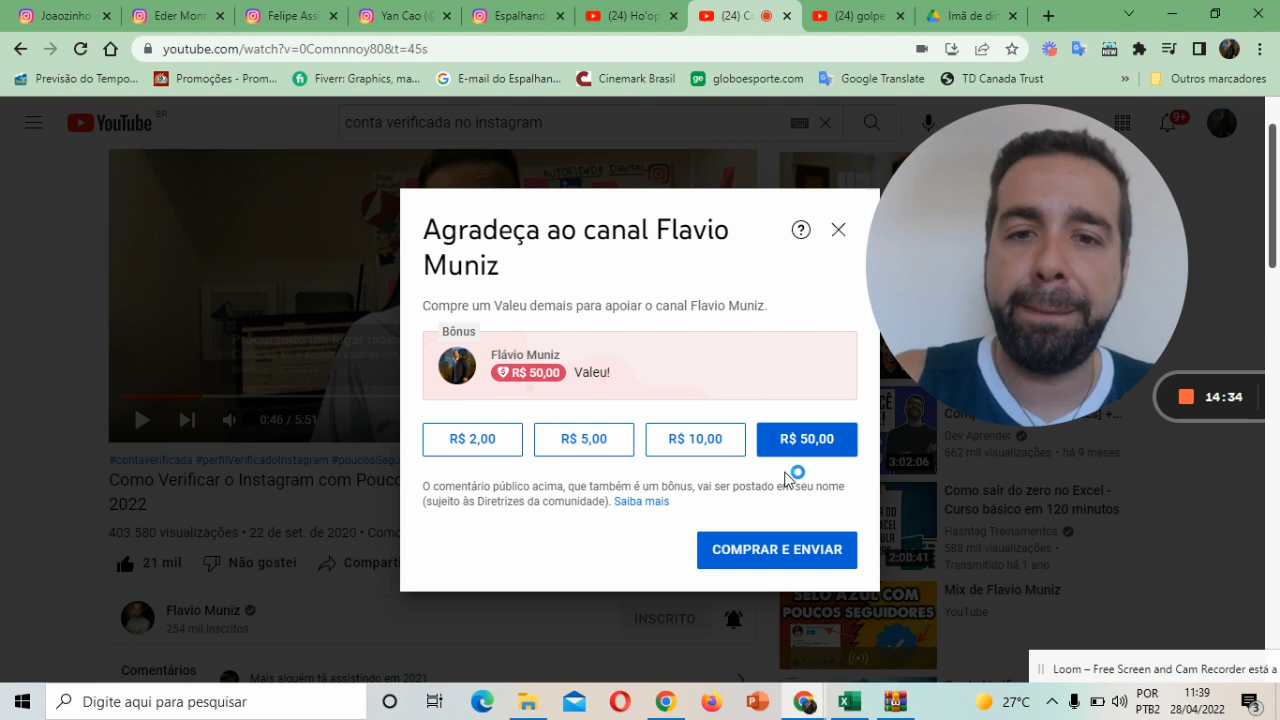 Joazinho
Eder Mon
Felipe As
Yan Cao (
(24) Ho'o
(24) C
(24) Co
Imã de din
youtube.com/watch?v=0Comnnnoy80&t=45s
NEW
Previsão do Tempo...
Promoções - Prom...
Fiverr: Graphics, ma...
E-mail do Espalhan...
Cinemark Brasil
globoesporte.com
Google Translate
TD Canada Trust
»
Outros marcadores
YouTube BR
conta verificada no instagram
9+
AUTORIDADE DIGITAL
Agradeça ao canal Flavio
Muniz
Compre um Valeu demais para apoiar o canal Flavio Muniz.
Bônus
Flávio Muniz
R$ 50,00 Valeu!
R$ 2,00
R$ 5,00
R$ 10,00
R$ 50,00
O comentário público acima, que também é um bônus, vai ser postado em seu nome
(sujeito às Diretrizes da comunidade). Saiba mais
COMPRAR E ENVIAR
0:46 / 5:51
#contaverificada #perfilVerificadoInstagram #poucosSegu
Como Verificar o Instagram com Pouco
2022
403.580 visualizações • 22 de set. de 2020 • Como
21 mil
Não gostei
Comparti
Flavio Muniz
254 mil inscritos
INSCRITO
Comentários
Mais alguém tá assistindo em 2021
14:34
Dev Aprender
662 mil visualizações • há 9 meses
3:02:06
Como sair do zero no Excel -
Curso básico em 120 minutos
Hashtag Treinamentos
588 mil visualizações •
Transmitido há 1 ano
2:00:41
Mix de Flavio Muniz
YouTube
SELO AZUL COM
POUCOS SEGUIDORES
Loom – Free Screen and Cam Recorder está a
Digite aqui para pesquisar
27°C
POR
PTB2
11:39
28/04/2022
3